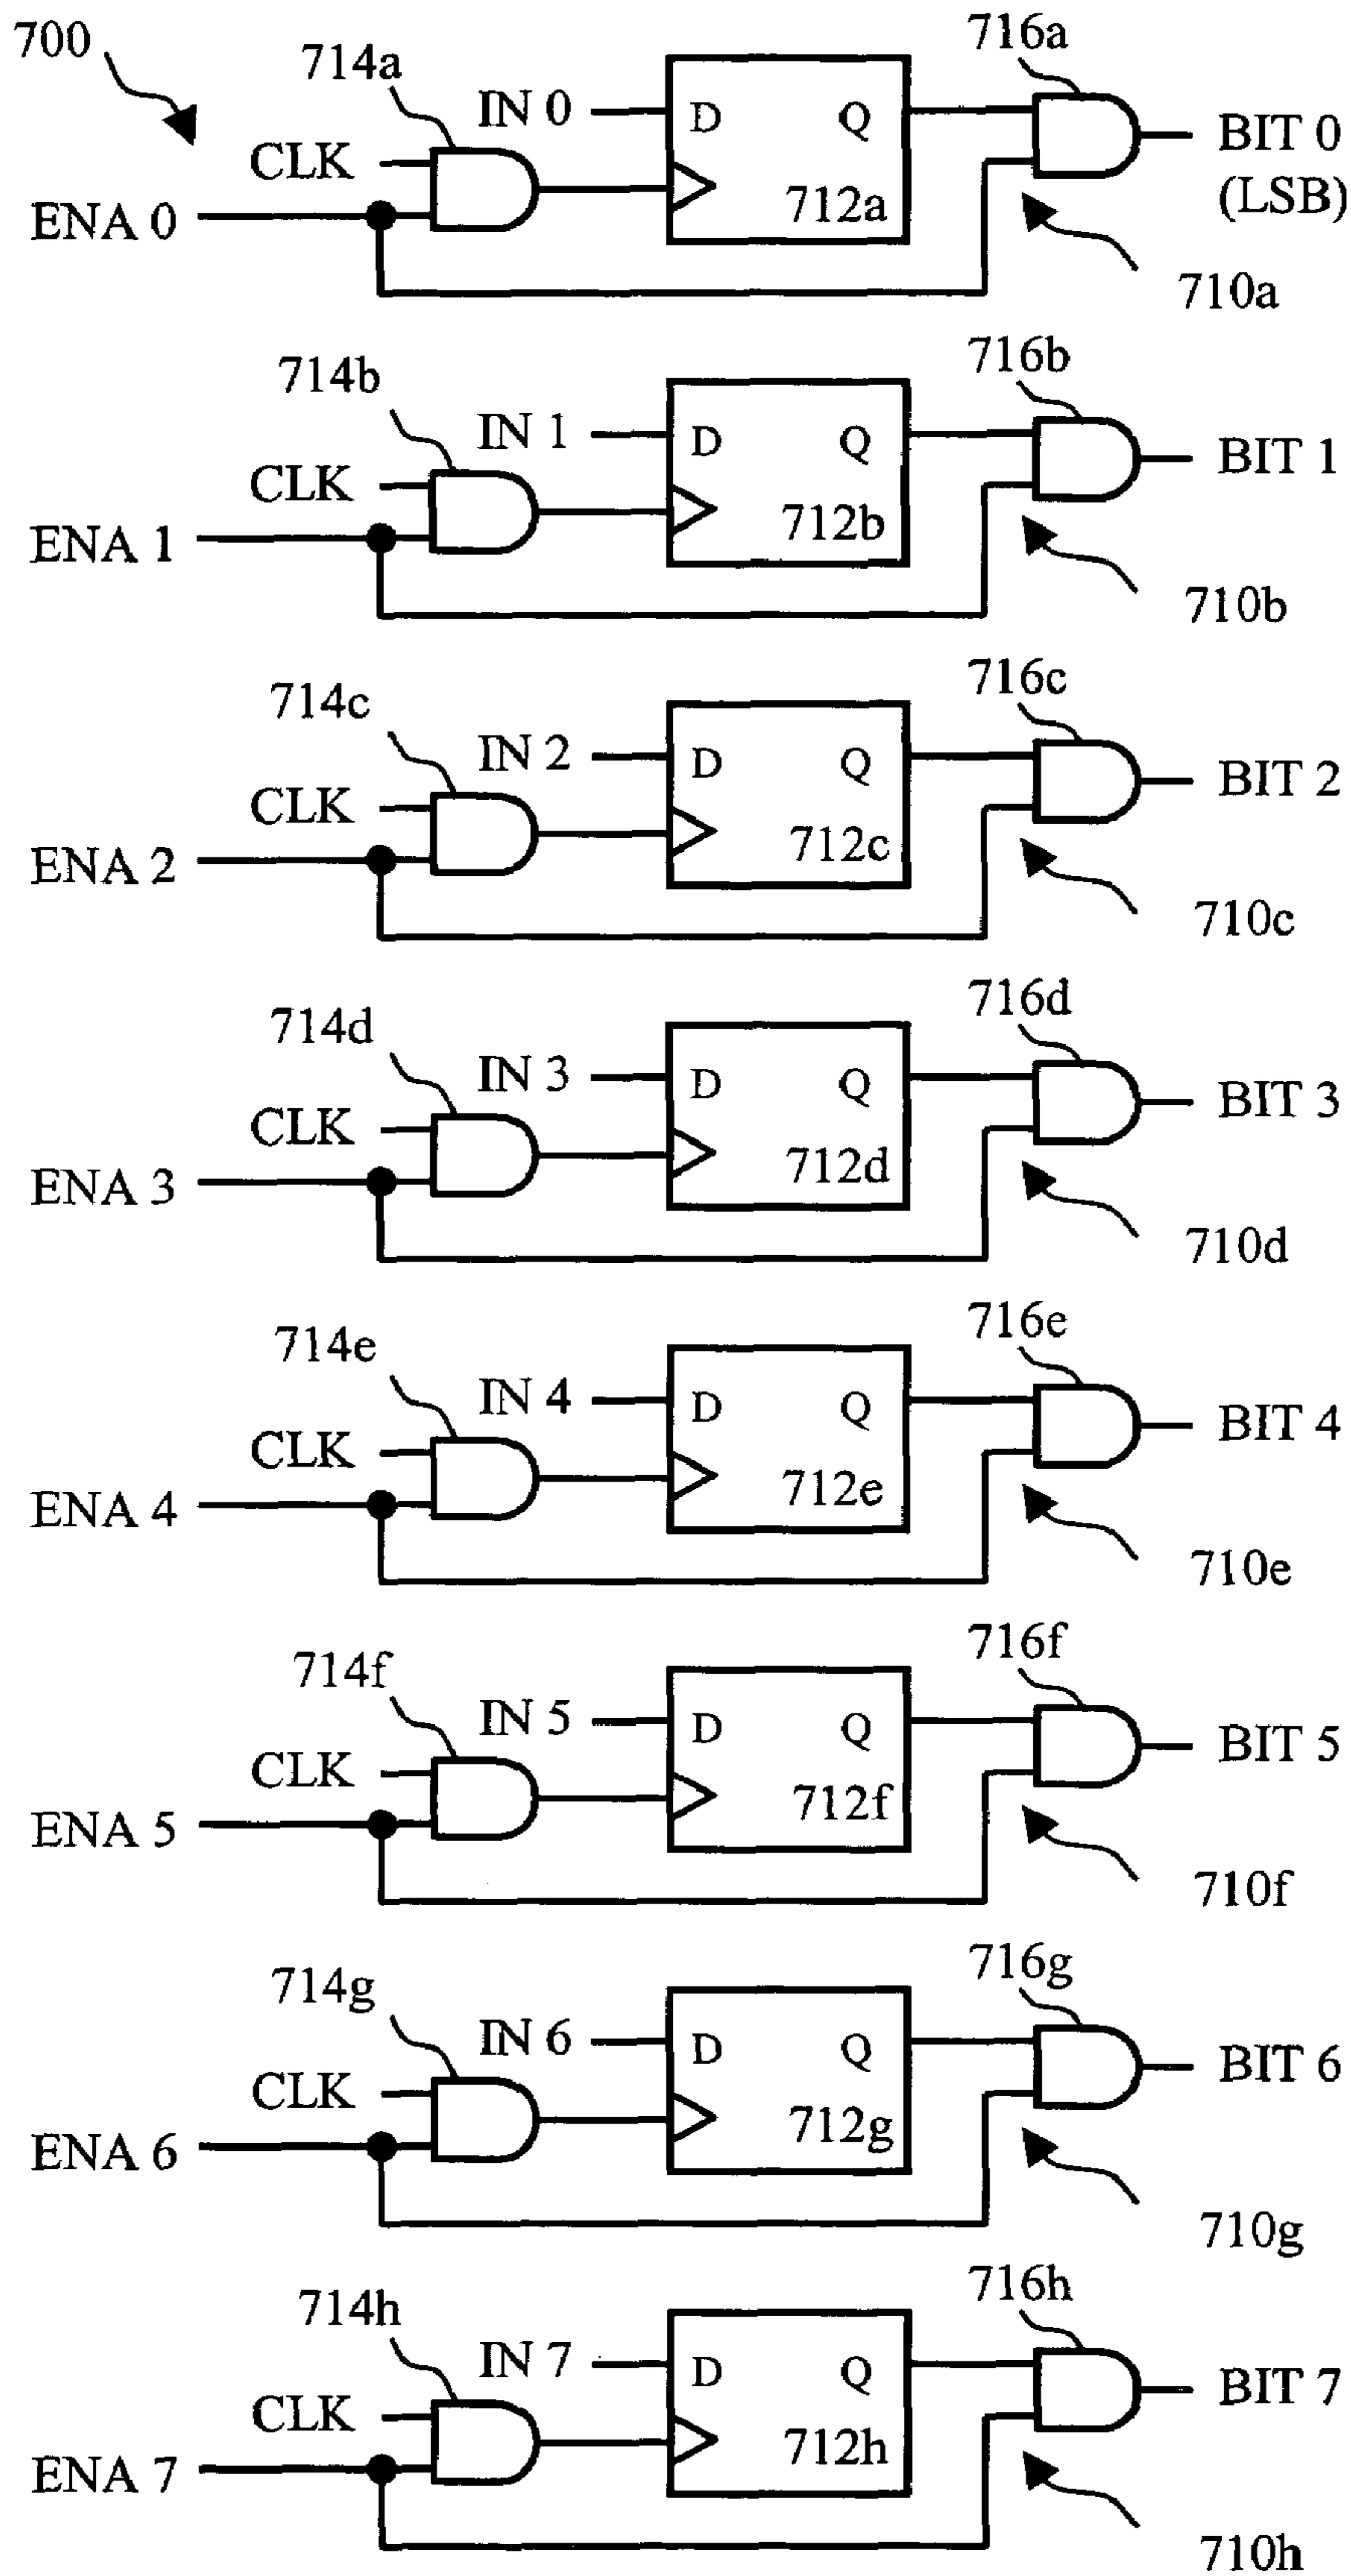 700
714a
716a
IN 0
D
Q
BIT 0
(LSB)
CLK
712a
ENA 0
710a
714b
716b
IN 1
D
Q
BIT 1
CLK
712b
ENA 1
710b
714c
716c
IN 2
D
Q
BIT 2
CLK
712c
ENA 2
710c
714d
716d
IN 3
D
Q
BIT 3
CLK
712d
ENA 3
710d
714e
716e
IN 4
D
Q
BIT 4
CLK
712e
ENA 4
710e
714f
716f
IN 5
D
Q
BIT 5
CLK
712f
ENA 5
710f
714g
716g
IN 6
D
Q
BIT 6
CLK
712g
ENA 6
710g
714h
716h
IN 7
D
Q
BIT 7
CLK
712h
ENA 7
710h